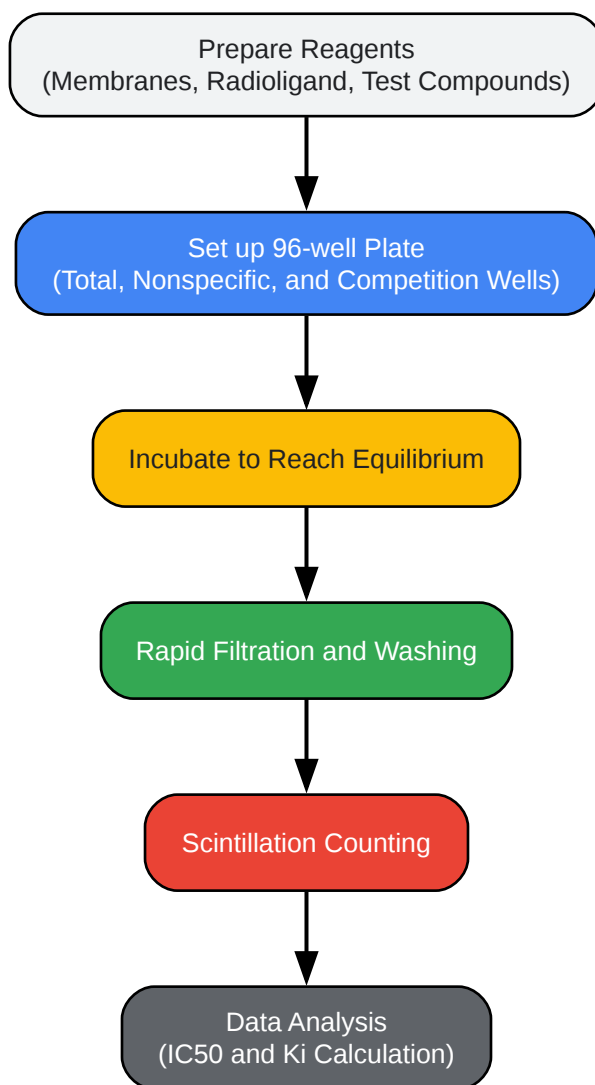 Prepare Reagents
(Membranes, Radioligand, Test Compounds)
Set up 96-well Plate
(Total, Nonspecific, and Competition Wells)
Incubate to Reach Equilibrium
Rapid Filtration and Washing
Scintillation Counting
Data Analysis
(IC50 and Ki Calculation)